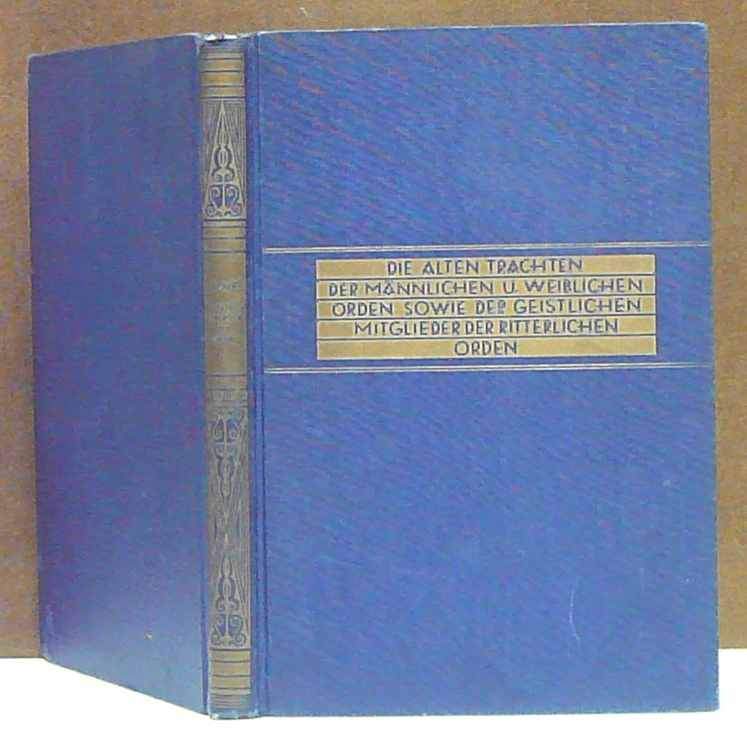 DIE ALTEN TRACHTEN
DER MÄNNLICHEN U. WEIBLICHEN
ORDEN SOWIE DER GEISTLICHEN
MITGLIEDER DER RITTERLICHEN
ORDEN